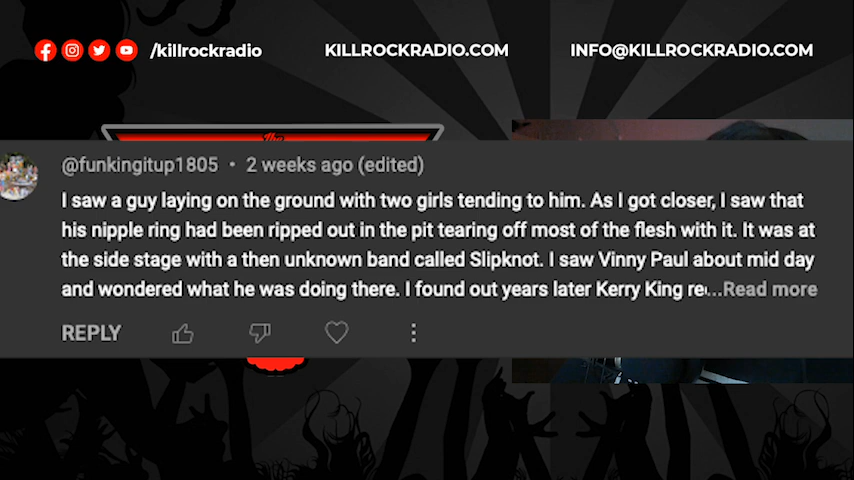 /killrockradio
KILLROCKRADIO.COM
INFO@KILLROCKRADIO.COM
@funkingitup1805 • 2 weeks ago (edited)
I saw a guy laying on the ground with two girls tending to him. As I got closer, I saw that
his nipple ring had been ripped out in the pit tearing off most of the flesh with it. It was at
the side stage with a then unknown band called Slipknot. I saw Vinny Paul about mid day
and wondered what he was doing there. I found out years later Kerry King re...Read more
REPLY